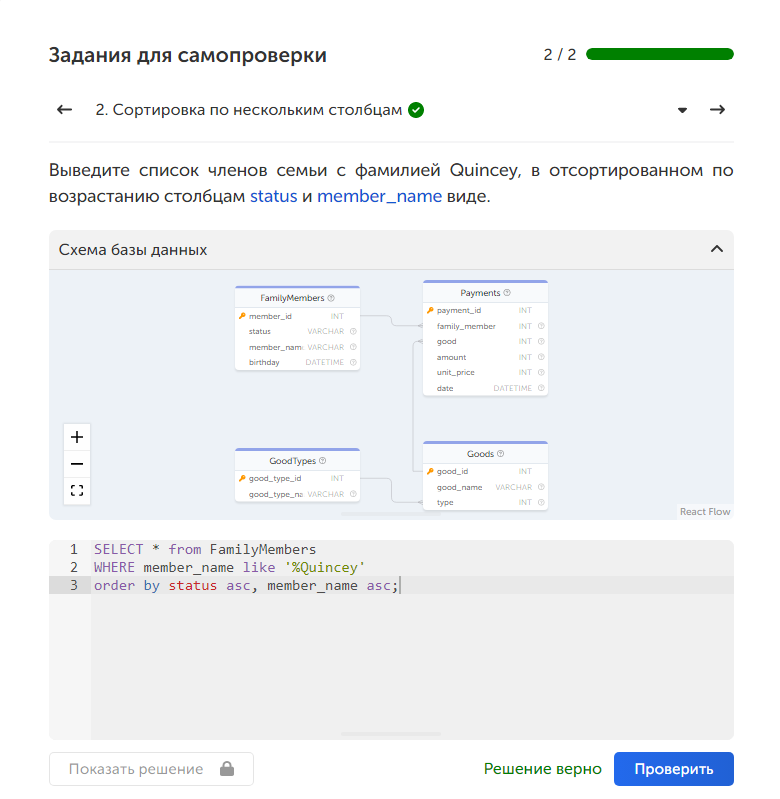 Задания для самопроверки
2 / 2
2. Сортировка по нескольким столбцам
Выведите список членов семьи с фамилией Quincey, в отсортированном по
возрастанию столбцам status и member_name виде.
Схема базы данных
FamilyMembers
member_id INT
status VARCHAR
member_nam VARCHAR
birthday DATETIME
Payments
payment_id INT
family_member INT
good INT
amount INT
unit_price INT
date DATETIME
GoodTypes
good_type_id INT
good_type_na VARCHAR
Goods
good_id INT
good_name VARCHAR
type INT
React Flow
1 SELECT * from FamilyMembers
2 WHERE member_name like '%Quincey'
3 order by status asc, member_name asc;
Показать решение
Решение верно
Проверить